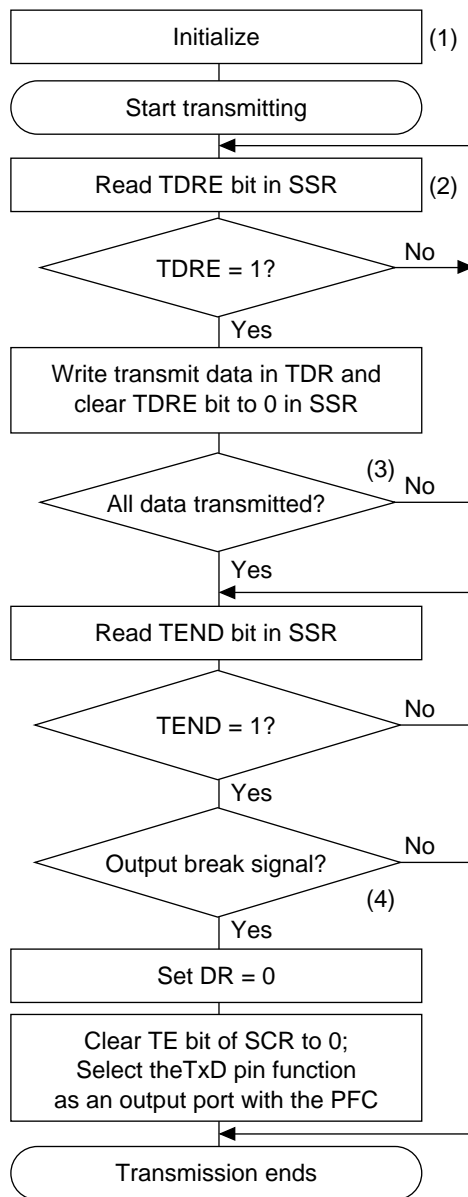 Initialize
(1)
Start transmitting
Read TDRE bit in SSR
(2)
TDRE = 1?
No
Yes
Write transmit data in TDR and
clear TDRE bit to 0 in SSR
(3)
All data transmitted?
No
Yes
Read TEND bit in SSR
TEND = 1?
No
Yes
Output break signal?
No
(4)
Yes
Set DR = 0
Clear TE bit of SCR to 0;
Select theTxD pin function
as an output port with the PFC
Transmission ends